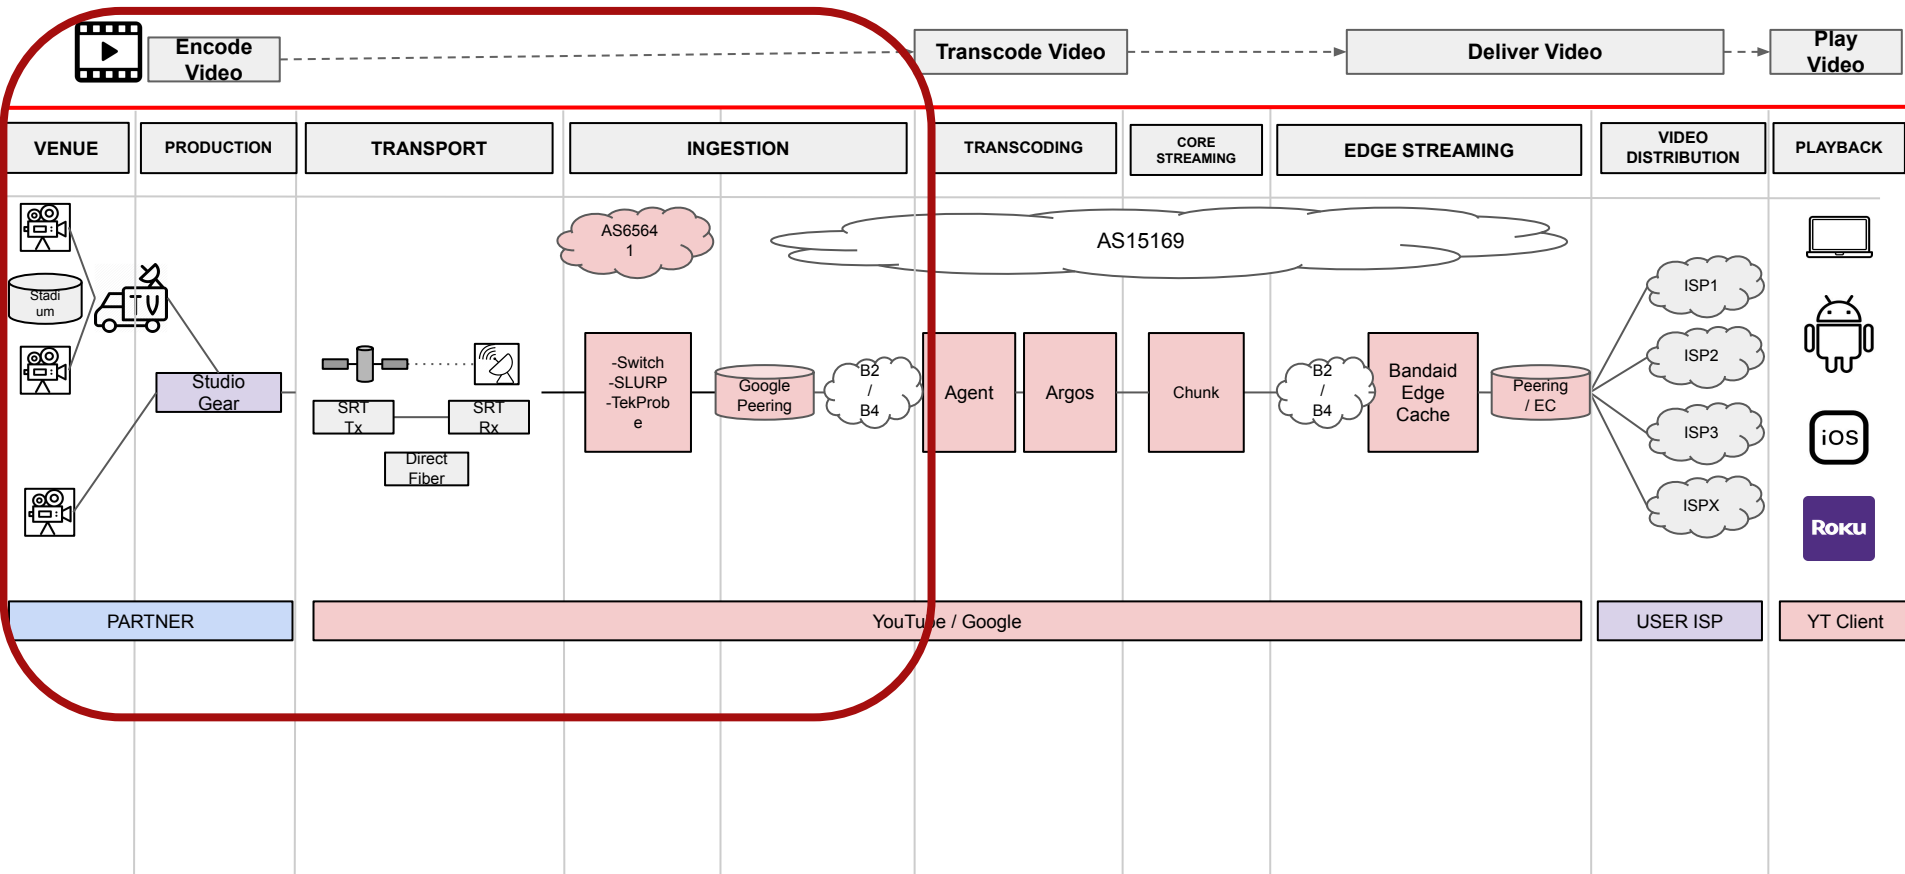 Encode
Video
Transcode Video
Deliver Video
Play
Video
VENUE
PRODUCTION
TRANSPORT
INGESTION
TRANSCODING
CORE
STREAMING
EDGE STREAMING
VIDEO
DISTRIBUTION
PLAYBACK
AS6564
1
AS15169
Stadi
um
TV
Studio
Gear
SRT
Tx
SRT
Rx
Direct
Fiber
-Switch
-SLURP
-TekProb
e
Google
Peering
B2
/
B4
Agent
Argos
Chunk
B2
/
B4
Bandaid
Edge
Cache
Peering
/ EC
ISP1
ISP2
ISP3
ISPX
iOS
Roku
PARTNER
YouTube / Google
USER ISP
YT Client